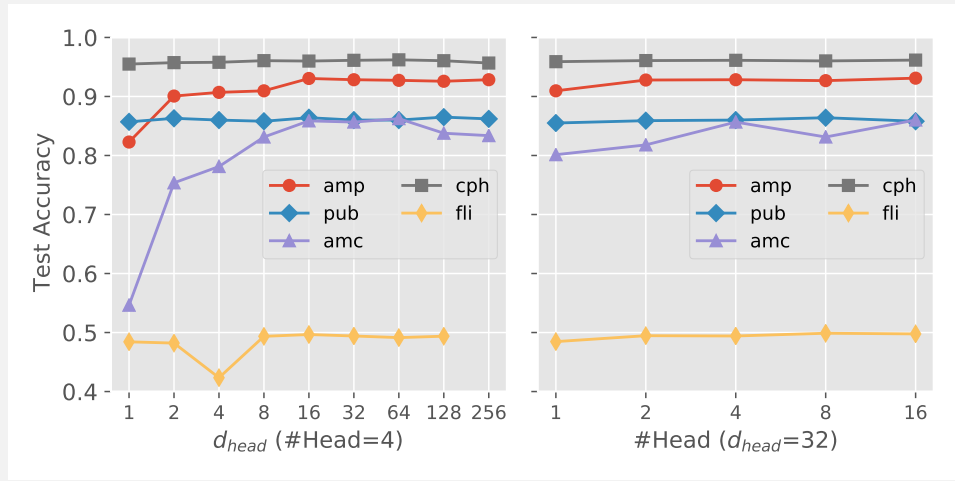 Test Accuracy
1.0
0.9
0.8
0.7
0.6
0.5
0.4
amp cph
pub fli
amc
1 2 4 8 16 32 64 128 256
d_head (#Head=4)
amp cph
pub fli
amc
1 2 4 8 16
#Head (d_head=32)